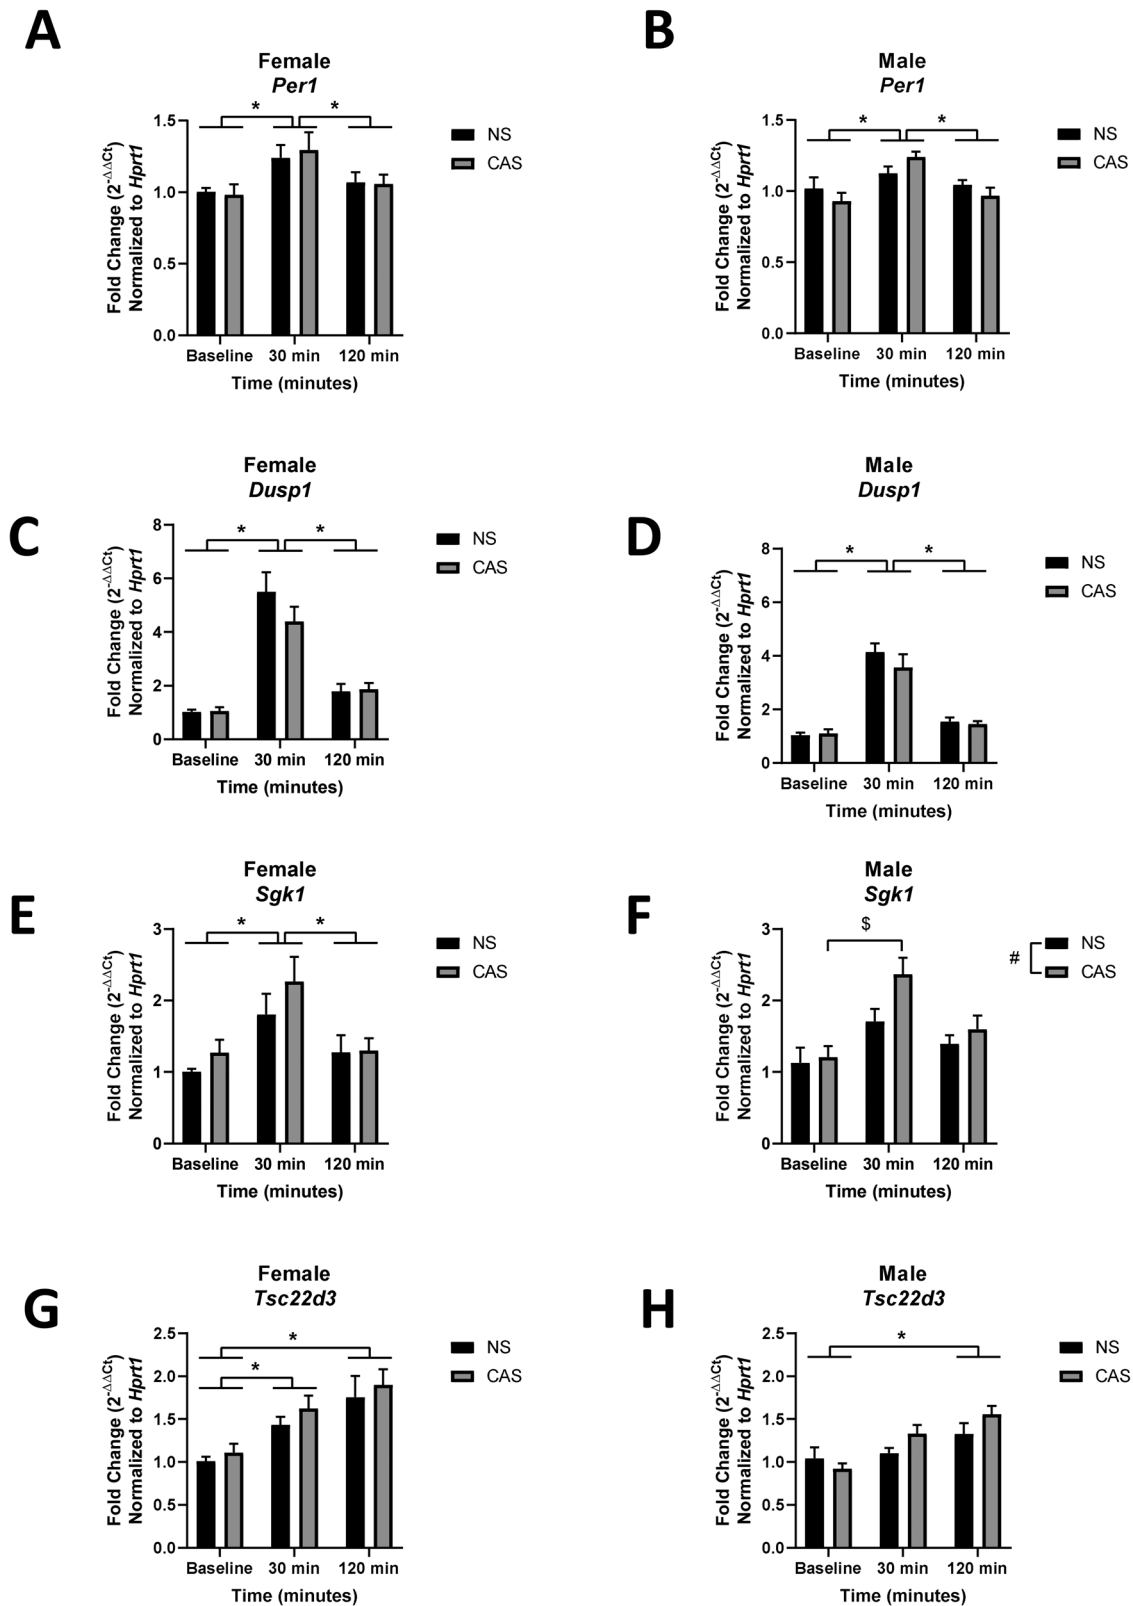 A
Female
Per1
* *
Fold Change (2-ΔΔCt)
Normalized to Hprt1
1.5
1.0
0.5
0.0
Baseline 30 min 120 min
Time (minutes)
NS
CAS
B
Male
Per1
* *
Fold Change (2-ΔΔCt)
Normalized to Hprt1
1.5
1.0
0.5
0.0
Baseline 30 min 120 min
Time (minutes)
NS
CAS
C
Female
Dusp1
* *
Fold Change (2-ΔΔCt)
Normalized to Hprt1
8
6
4
2
0
Baseline 30 min 120 min
Time (minutes)
NS
CAS
D
Male
Dusp1
* *
Fold Change (2-ΔΔCt)
Normalized to Hprt1
8
6
4
2
0
Baseline 30 min 120 min
Time (minutes)
NS
CAS
E
Female
Sgk1
* *
Fold Change (2-ΔΔCt)
Normalized to Hprt1
3
2
1
0
Baseline 30 min 120 min
Time (minutes)
NS
CAS
F
Male
Sgk1
$
Fold Change (2-ΔΔCt)
Normalized to Hprt1
3
2
1
0
Baseline 30 min 120 min
Time (minutes)
#
NS
CAS
G
Female
Tsc22d3
*
*
Fold Change (2-ΔΔCt)
Normalized to Hprt1
2.5
2.0
1.5
1.0
0.5
0.0
Baseline 30 min 120 min
Time (minutes)
NS
CAS
H
Male
Tsc22d3
*
Fold Change (2-ΔΔCt)
Normalized to Hprt1
2.5
2.0
1.5
1.0
0.5
0.0
Baseline 30 min 120 min
Time (minutes)
NS
CAS